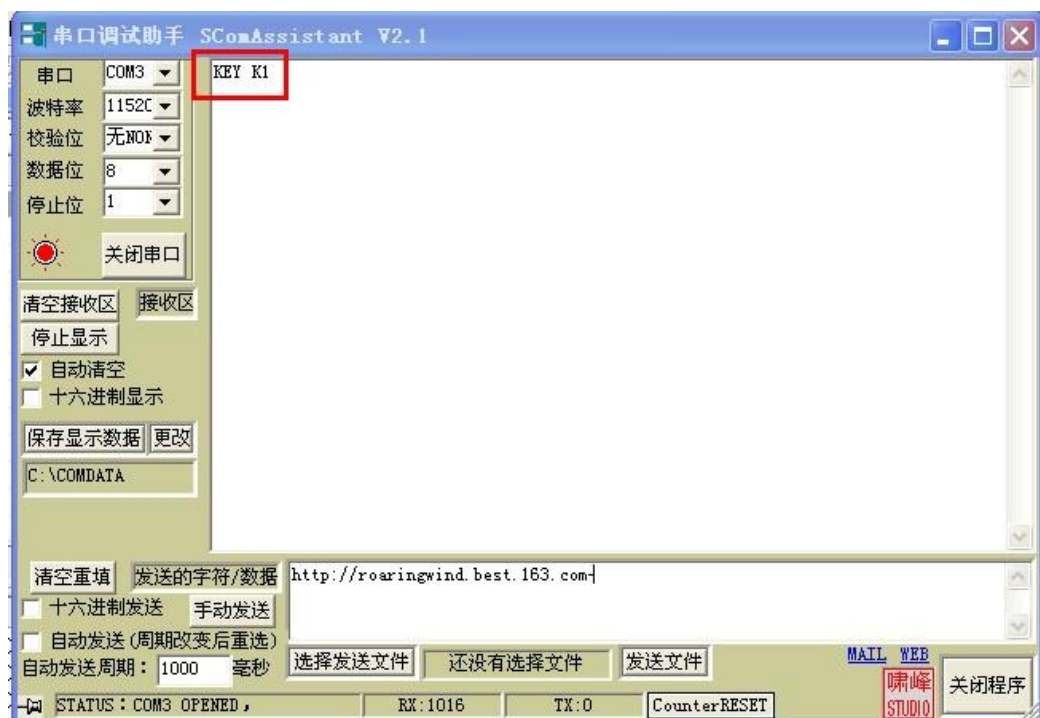 串口调试助手 SComAssistant V2.1
串口 COM3
波特率 11520
校验位 无NON
数据位 8
停止位 1
关闭串口
KEY K1
清空接收区 接收区
停止显示
自动清空
十六进制显示
保存显示数据 更改
C:\COMDATA
清空重填 发送的字符/数据 http://roaringwind.best.163.com
十六进制发送 手动发送
自动发送(周期改变后重选)
自动发送周期: 1000 毫秒 选择发送文件 还没有选择文件 发送文件 MAIL WEB
啸峰
STUDIO
关闭程序
STATUS:COM3 OPENED, RX:1016 TX:0 CounterRESET